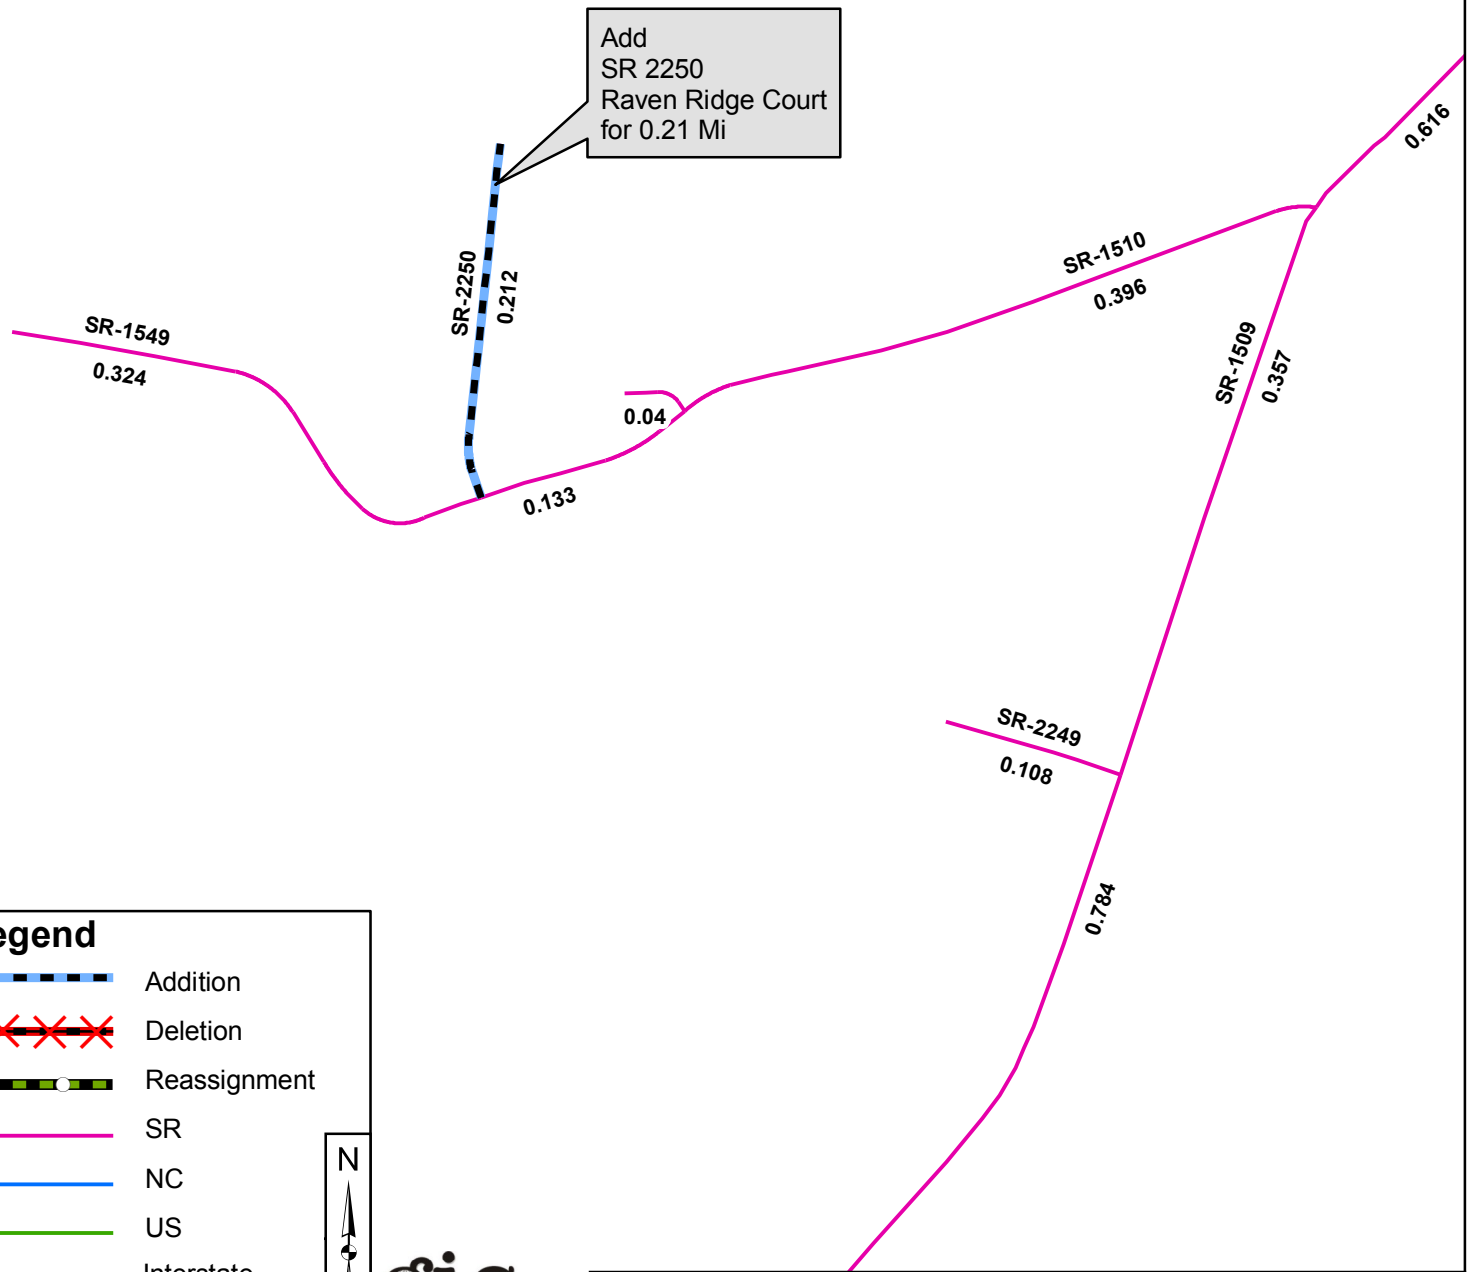 Add
SR 2250
Raven Ridge Court
for 0.21 Mi
0.616
SR-1510
0.396
SR-2250
0.212
SR-1549
0.324
0.04
0.133
SR-1509
0.357
SR-2249
0.108
0.784
egend
Addition
Deletion
Reassignment
SR
NC
US
N